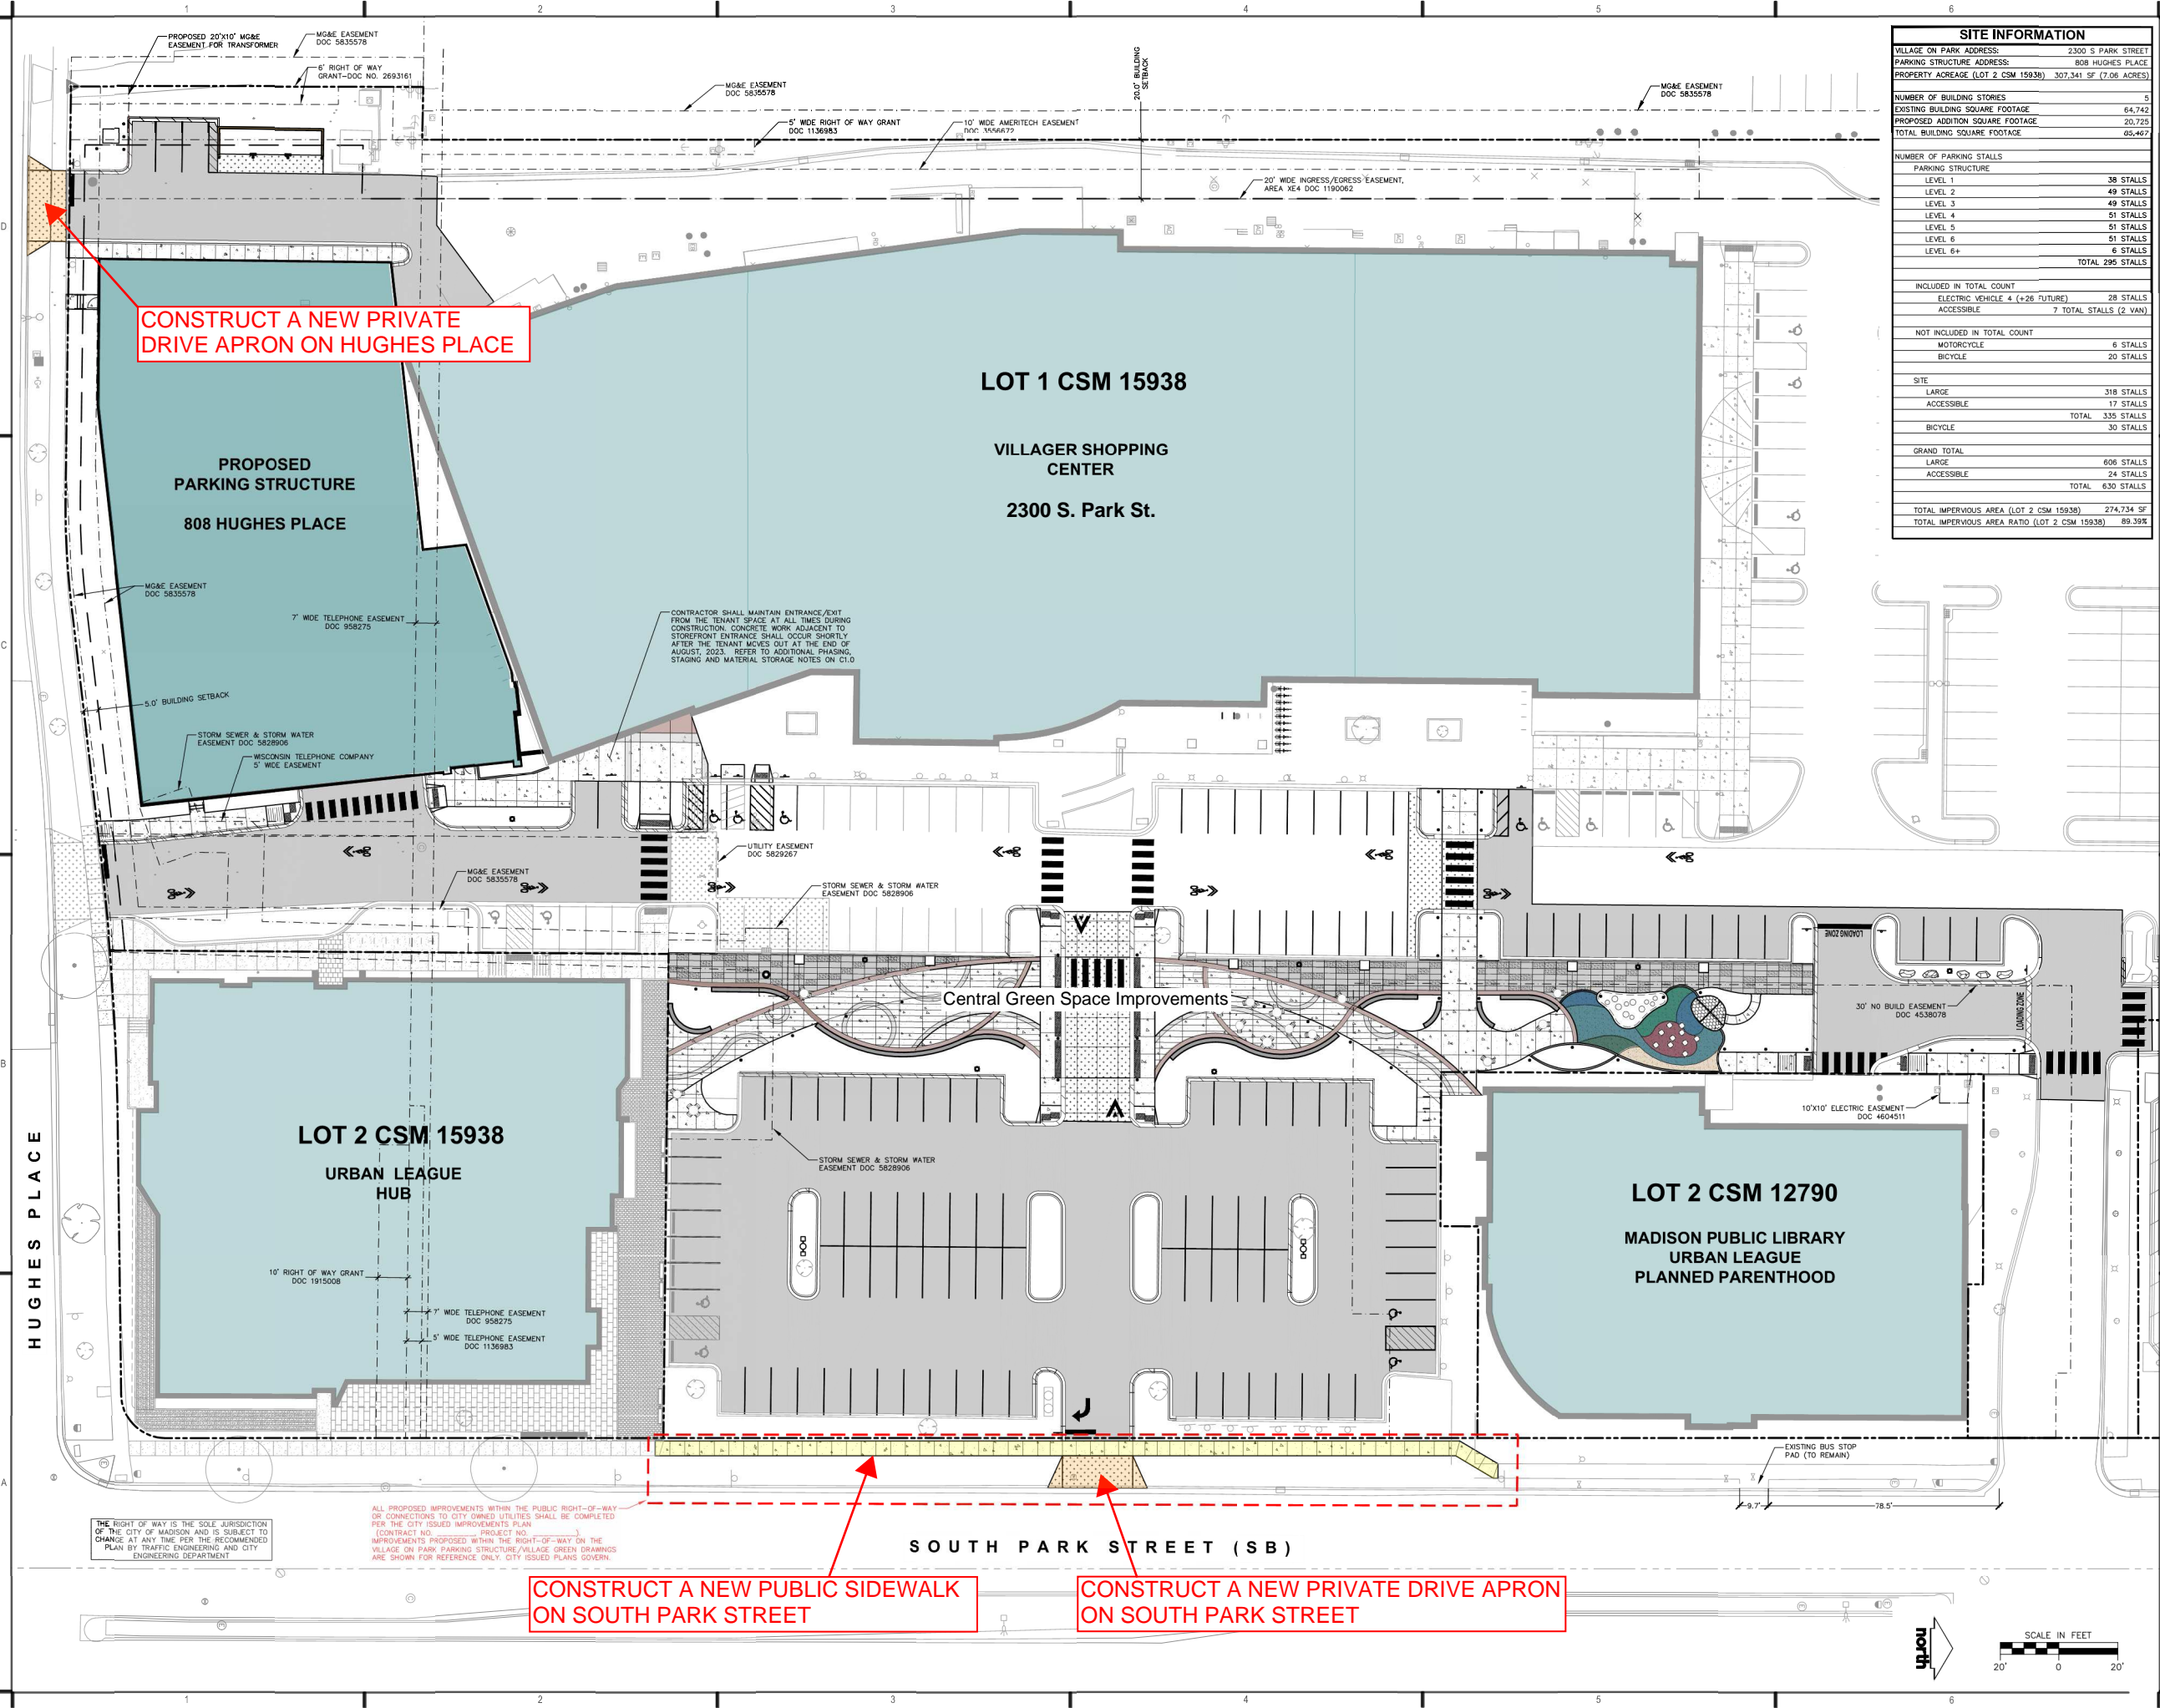 1 2 3 4 5 6
PROPOSED 20'X10' MG&E
EASEMENT FOR TRANSFORMER
MG&E EASEMENT
DOC 5835578
6' RIGHT OF WAY
GRANT-DOC NO. 2693161
MG&E EASEMENT
DOC 5835578
5' WIDE RIGHT OF WAY GRANT
DOC 1136983
10' WIDE AMERITECH EASEMENT
DOC 3556672
20.0' BUILDING
SETBACK
20' WIDE INGRESS/EGRESS EASEMENT,
AREA XE4 DOC 1190062
MG&E EASEMENT
DOC 5835578
SITE INFORMATION
VILLAGE ON PARK ADDRESS: 2300 S PARK STREET
PARKING STRUCTURE ADDRESS: 808 HUGHES PLACE
PROPERTY ACREAGE (LOT 2 CSM 15938) 307,341 SF (7.06 ACRES)
NUMBER OF BUILDING STORIES 5
EXISTING BUILDING SQUARE FOOTAGE 64,742
PROPOSED ADDITION SQUARE FOOTAGE 20,725
TOTAL BUILDING SQUARE FOOTAGE 85,467
NUMBER OF PARKING STALLS
PARKING STRUCTURE
LEVEL 1 38 STALLS
LEVEL 2 49 STALLS
LEVEL 3 49 STALLS
LEVEL 4 51 STALLS
LEVEL 5 51 STALLS
LEVEL 6 51 STALLS
LEVEL 6+ 6 STALLS
TOTAL 295 STALLS
INCLUDED IN TOTAL COUNT
ELECTRIC VEHICLE 4 (+26 FUTURE) 28 STALLS
ACCESSIBLE 7 TOTAL STALLS (2 VAN)
NOT INCLUDED IN TOTAL COUNT
MOTORCYCLE 6 STALLS
BICYCLE 20 STALLS
SITE
LARGE 318 STALLS
ACCESSIBLE 17 STALLS
TOTAL 335 STALLS
BICYCLE 30 STALLS
GRAND TOTAL
LARGE 606 STALLS
ACCESSIBLE 24 STALLS
TOTAL 630 STALLS
TOTAL IMPERVIOUS AREA (LOT 2 CSM 15938) 274,734 SF
TOTAL IMPERVIOUS AREA RATIO (LOT 2 CSM 15938) 89.39%
D
CONSTRUCT A NEW PRIVATE
DRIVE APRON ON HUGHES PLACE
LOT 1 CSM 15938
VILLAGER SHOPPING
CENTER
2300 S. Park St.
PROPOSED
PARKING STRUCTURE
808 HUGHES PLACE
MG&E EASEMENT
DOC 5835578
7' WIDE TELEPHONE EASEMENT
DOC 958275
CONTRACTOR SHALL MAINTAIN ENTRANCE/EXIT
FROM THE TENANT SPACE AT ALL TIMES DURING
CONSTRUCTION. CONCRETE WORK ADJACENT TO
STOREFRONT ENTRANCE SHALL OCCUR SHORTLY
AFTER THE TENANT MOVES OUT AT THE END OF
AUGUST, 2023. REFER TO ADDITIONAL PHASING,
STAGING AND MATERIAL STORAGE NOTES ON C1.0
C
5.0' BUILDING SETBACK
STORM SEWER & STORM WATER
EASEMENT DOC 5828906
WISCONSIN TELEPHONE COMPANY
5' WIDE EASEMENT
UTILITY EASEMENT
DOC 5829267
MG&E EASEMENT
DOC 5835578
STORM SEWER & STORM WATER
EASEMENT DOC 5828906
LOADING ZONE
Central Green Space Improvements
30' NO BUILD EASEMENT
DOC 4538078
LOADING ZONE
B
10'X10' ELECTRIC EASEMENT
DOC 4604511
LOT 2 CSM 15938
URBAN LEAGUE
HUB
STORM SEWER & STORM WATER
EASEMENT DOC 5828906
LOT 2 CSM 12790
MADISON PUBLIC LIBRARY
URBAN LEAGUE
PLANNED PARENTHOOD
HUGHES PLACE
10' RIGHT OF WAY GRANT
DOC 1915008
7' WIDE TELEPHONE EASEMENT
DOC 958275
5' WIDE TELEPHONE EASEMENT
DOC 1136983
EXISTING BUS STOP
PAD (TO REMAIN)
A
9.7' 78.5'
THE RIGHT OF WAY IS THE SOLE JURISDICTION
OF THE CITY OF MADISON AND IS SUBJECT TO
CHANGE AT ANY TIME PER THE RECOMMENDED
PLAN BY TRAFFIC ENGINEERING AND CITY
ENGINEERING DEPARTMENT
ALL PROPOSED IMPROVEMENTS WITHIN THE PUBLIC RIGHT-OF-WAY
OR CONNECTIONS TO CITY OWNED UTILITIES SHALL BE COMPLETED
PER THE CITY ISSUED IMPROVEMENTS PLAN
(CONTRACT NO. ________, PROJECT NO. ________).
IMPROVEMENTS PROPOSED WITHIN THE RIGHT-OF-WAY ON THE
VILLAGE ON PARK PARKING STRUCTURE/VILLAGE GREEN DRAWINGS
ARE SHOWN FOR REFERENCE ONLY. CITY ISSUED PLANS GOVERN.
SOUTH PARK STREET (SB)
CONSTRUCT A NEW PUBLIC SIDEWALK
ON SOUTH PARK STREET
CONSTRUCT A NEW PRIVATE DRIVE APRON
ON SOUTH PARK STREET
north
SCALE IN FEET
20' 0 20'
1 2 3 4 5 6